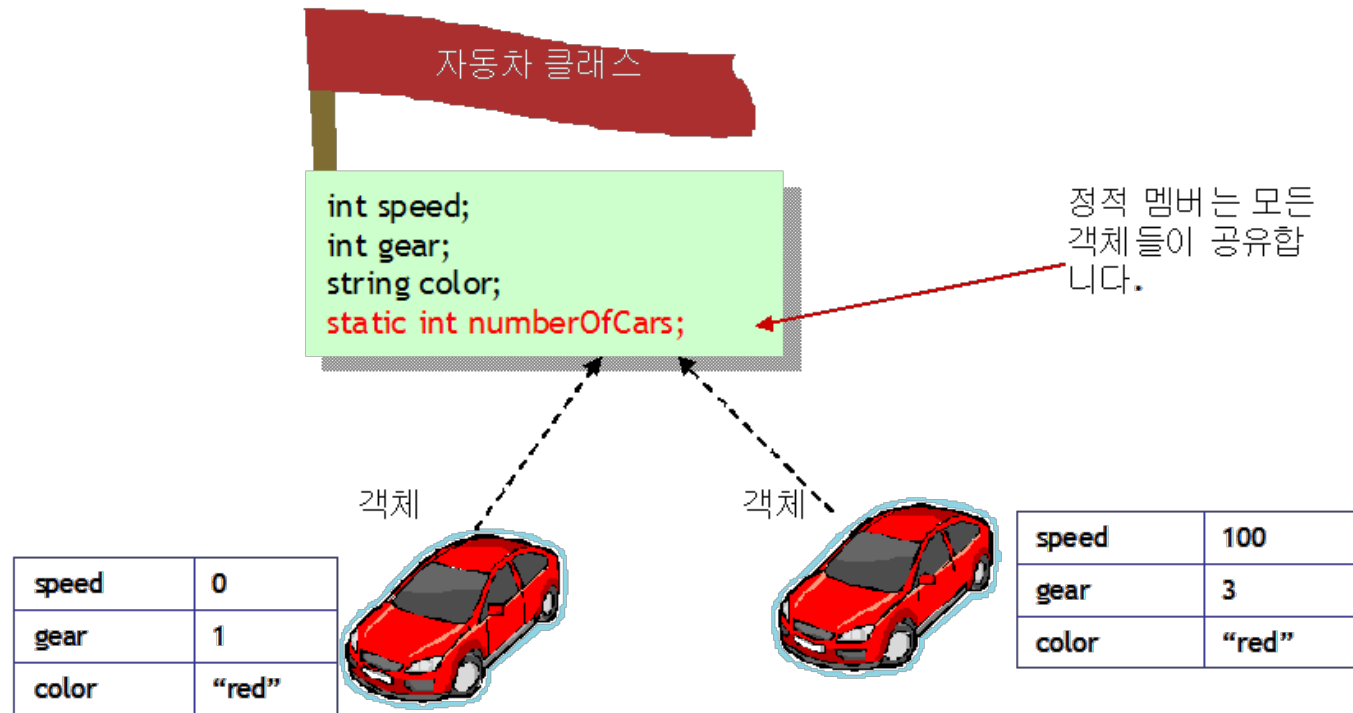 자동차 클래스
int speed;
int gear;
string color;
static int numberOfCars;
정적 멤버는 모든
객체들이 공유합
니다.
객체
객체
speed 0
gear 1
color “red”
speed 100
gear 3
color “red”